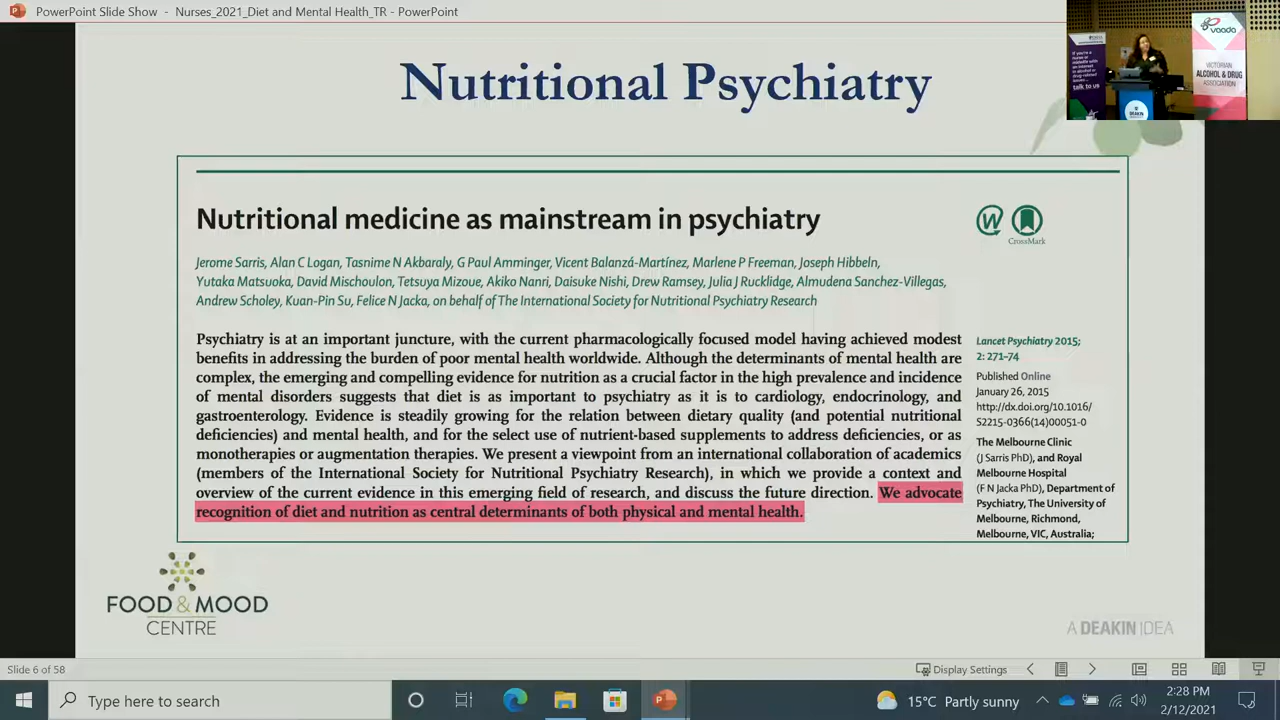 PowerPoint Slide Show - Nurses_2021_Diet and Mental Health_TR - PowerPoint
Nutritional Psychiatry
vaada
VICTORIAN
ALCOHOL & DRUG
ASSOCIATION
talk to us
DEAKIN
Nutritional medicine as mainstream in psychiatry
CrossMark
Jerome Sarris, Alan C Logan, Tasnime N Akbaraly, G Paul Amminger, Vicent Balanzá-Martínez, Marlene P Freeman, Joseph Hibbeln,
Yutaka Matsuoka, David Mischoulon, Tetsuya Mizoue, Akiko Nanri, Daisuke Nishi, Drew Ramsey, Julia J Rucklidge, Almudena Sanchez-Villegas,
Andrew Scholey, Kuan-Pin Su, Felice N Jacka, on behalf of The International Society for Nutritional Psychiatry Research
Psychiatry is at an important juncture, with the current pharmacologically focused model having achieved modest
benefits in addressing the burden of poor mental health worldwide. Although the determinants of mental health are
complex, the emerging and compelling evidence for nutrition as a crucial factor in the high prevalence and incidence
of mental disorders suggests that diet is as important to psychiatry as it is to cardiology, endocrinology, and
gastroenterology. Evidence is steadily growing for the relation between dietary quality (and potential nutritional
deficiencies) and mental health, and for the select use of nutrient-based supplements to address deficiencies, or as
monotherapies or augmentation therapies. We present a viewpoint from an international collaboration of academics
(members of the International Society for Nutritional Psychiatry Research), in which we provide a context and
overview of the current evidence in this emerging field of research, and discuss the future direction. We advocate
recognition of diet and nutrition as central determinants of both physical and mental health.
Lancet Psychiatry 2015;
2: 271–74
Published Online
January 26, 2015
http://dx.doi.org/10.1016/
S2215-0366(14)00051-0
The Melbourne Clinic
(J Sarris PhD), and Royal
Melbourne Hospital
(F N Jacka PhD), Department of
Psychiatry, The University of
Melbourne, Richmond,
Melbourne, VIC, Australia;
FOOD & MOOD
CENTRE
A DEAKIN IDEA
Slide 6 of 58
Display Settings
Type here to search
15°C Partly sunny
2:28 PM
2/12/2021